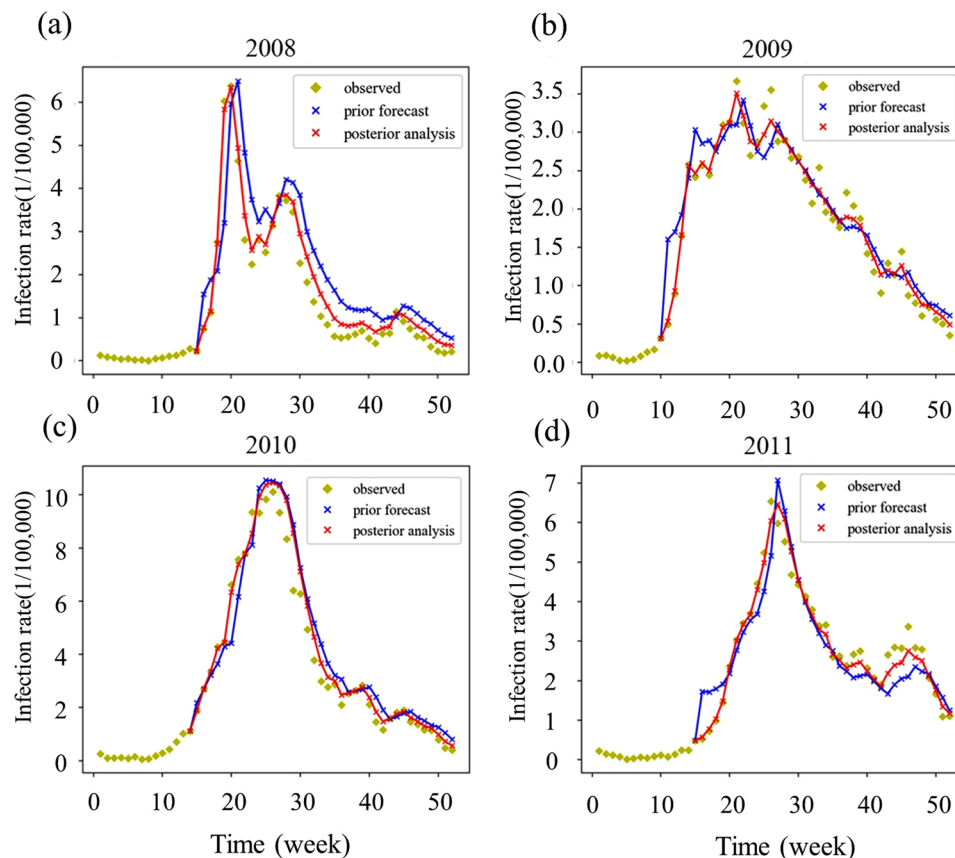 (a)
2008
Infection rate(1/100,000)
6
5
4
3
2
1
0
0 10 20 30 40 50
observed
prior forecast
posterior analysis
(b)
2009
Infection rate(1/100,000)
3.5
3.0
2.5
2.0
1.5
1.0
0.5
0.0
0 10 20 30 40 50
observed
prior forecast
posterior analysis
(c)
2010
Infection rate(1/100,000)
10
8
6
4
2
0
0 10 20 30 40 50
Time (week)
observed
prior forecast
posterior analysis
(d)
2011
Infection rate(1/100,000)
7
6
5
4
3
2
1
0
0 10 20 30 40 50
Time (week)
observed
prior forecast
posterior analysis